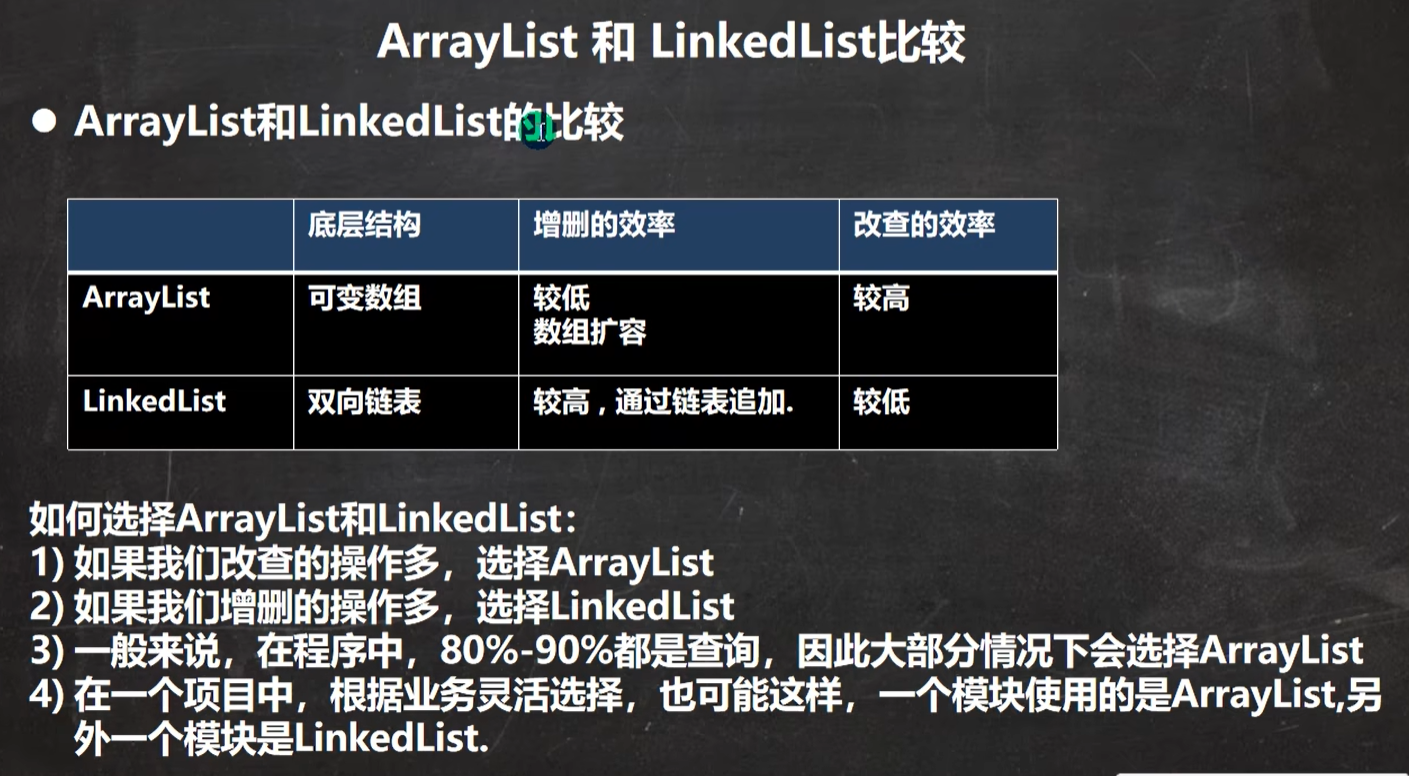 ArrayList 和 LinkedList比较
● ArrayList和LinkedList的比较
底层结构 增删的效率 改查的效率
ArrayList 可变数组 较低 较高
数组扩容
LinkedList 双向链表 较高，通过链表追加. 较低
如何选择ArrayList和LinkedList：
1) 如果我们改查的操作多，选择ArrayList
2) 如果我们增删的操作多，选择LinkedList
3) 一般来说，在程序中，80%-90%都是查询，因此大部分情况下会选择ArrayList
4) 在一个项目中，根据业务灵活选择，也可能这样，一个模块使用的是ArrayList,另
外一个模块是LinkedList.